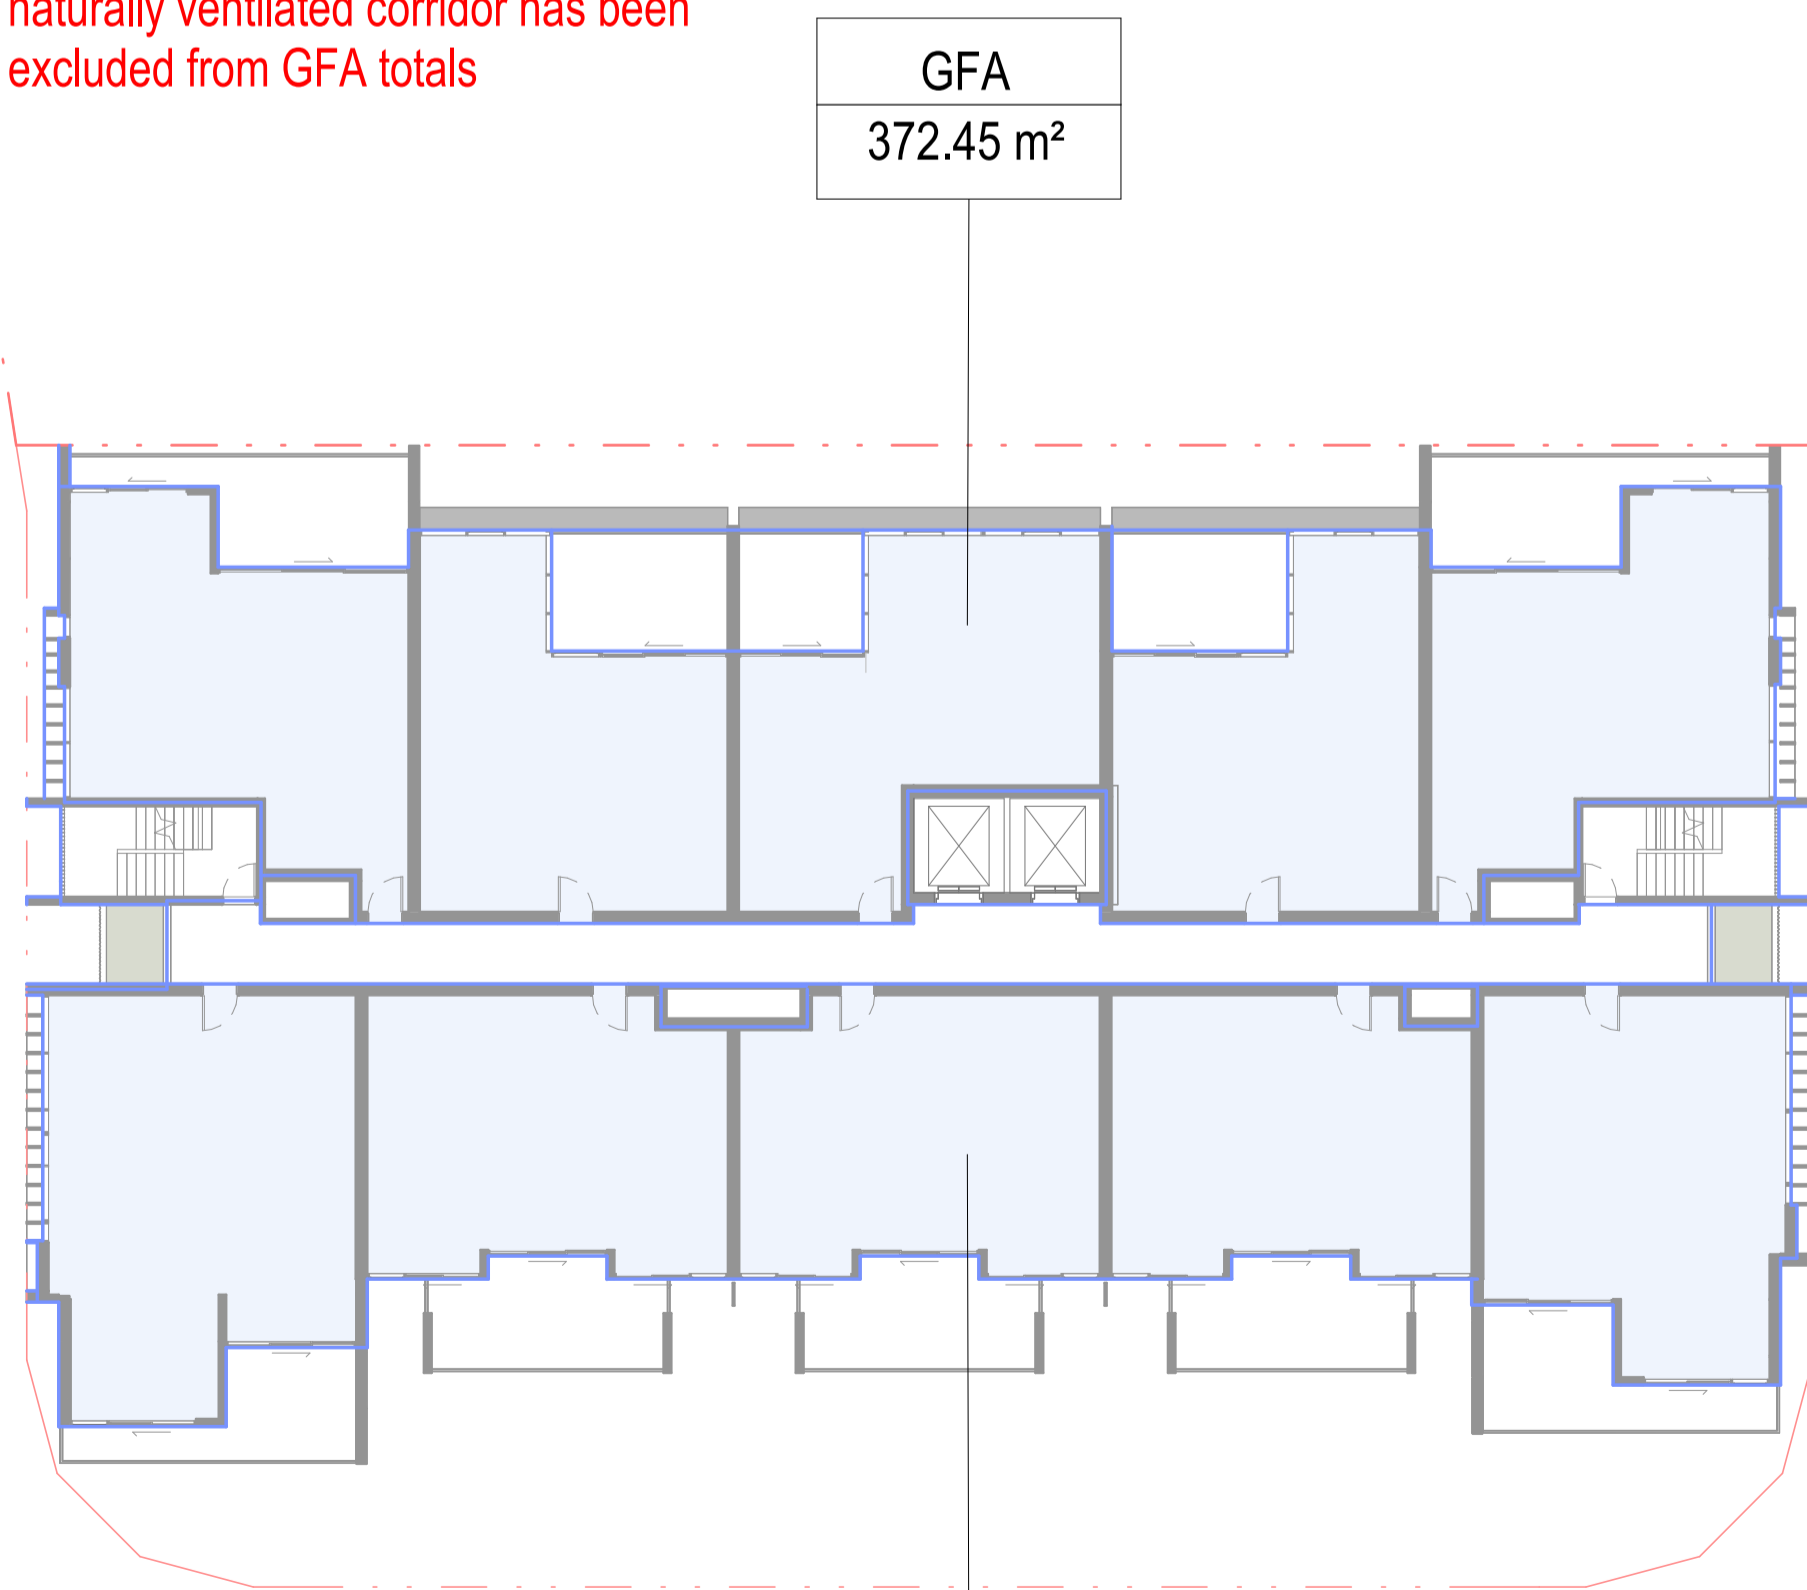 naturally ventilated corridor has been
excluded from GFA totals
GFA
372.45 m²